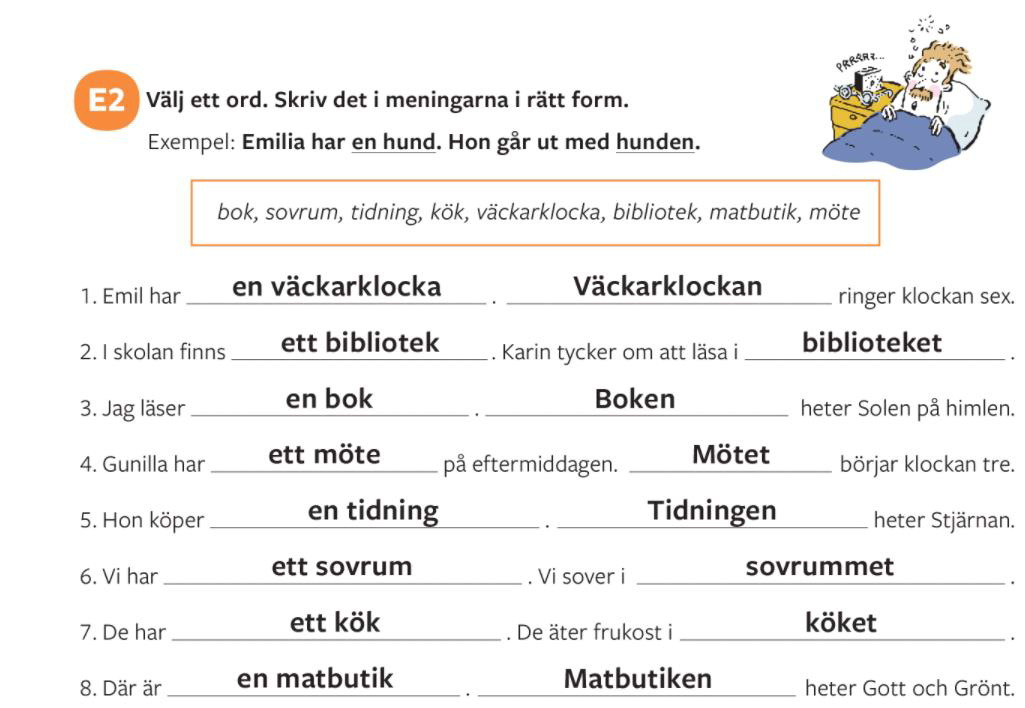 PRRRRR...
E2 Välj ett ord. Skriv det i meningarna i rätt form.
Exempel: Emilia har en hund. Hon går ut med hunden.
bok, sovrum, tidning, kök, väckarklocka, bibliotek, matbutik, möte
1. Emil har en väckarklocka . Väckarklockan ringer klockan sex.
2. I skolan finns ett bibliotek . Karin tycker om att läsa i biblioteket .
3. Jag läser en bok . Boken heter Solen på himlen.
4. Gunilla har ett möte på eftermiddagen. Mötet börjar klockan tre.
5. Hon köper en tidning . Tidningen heter Stjärnan.
6. Vi har ett sovrum . Vi sover i sovrummet .
7. De har ett kök . De äter frukost i köket .
8. Där är en matbutik . Matbutiken heter Gott och Grönt.